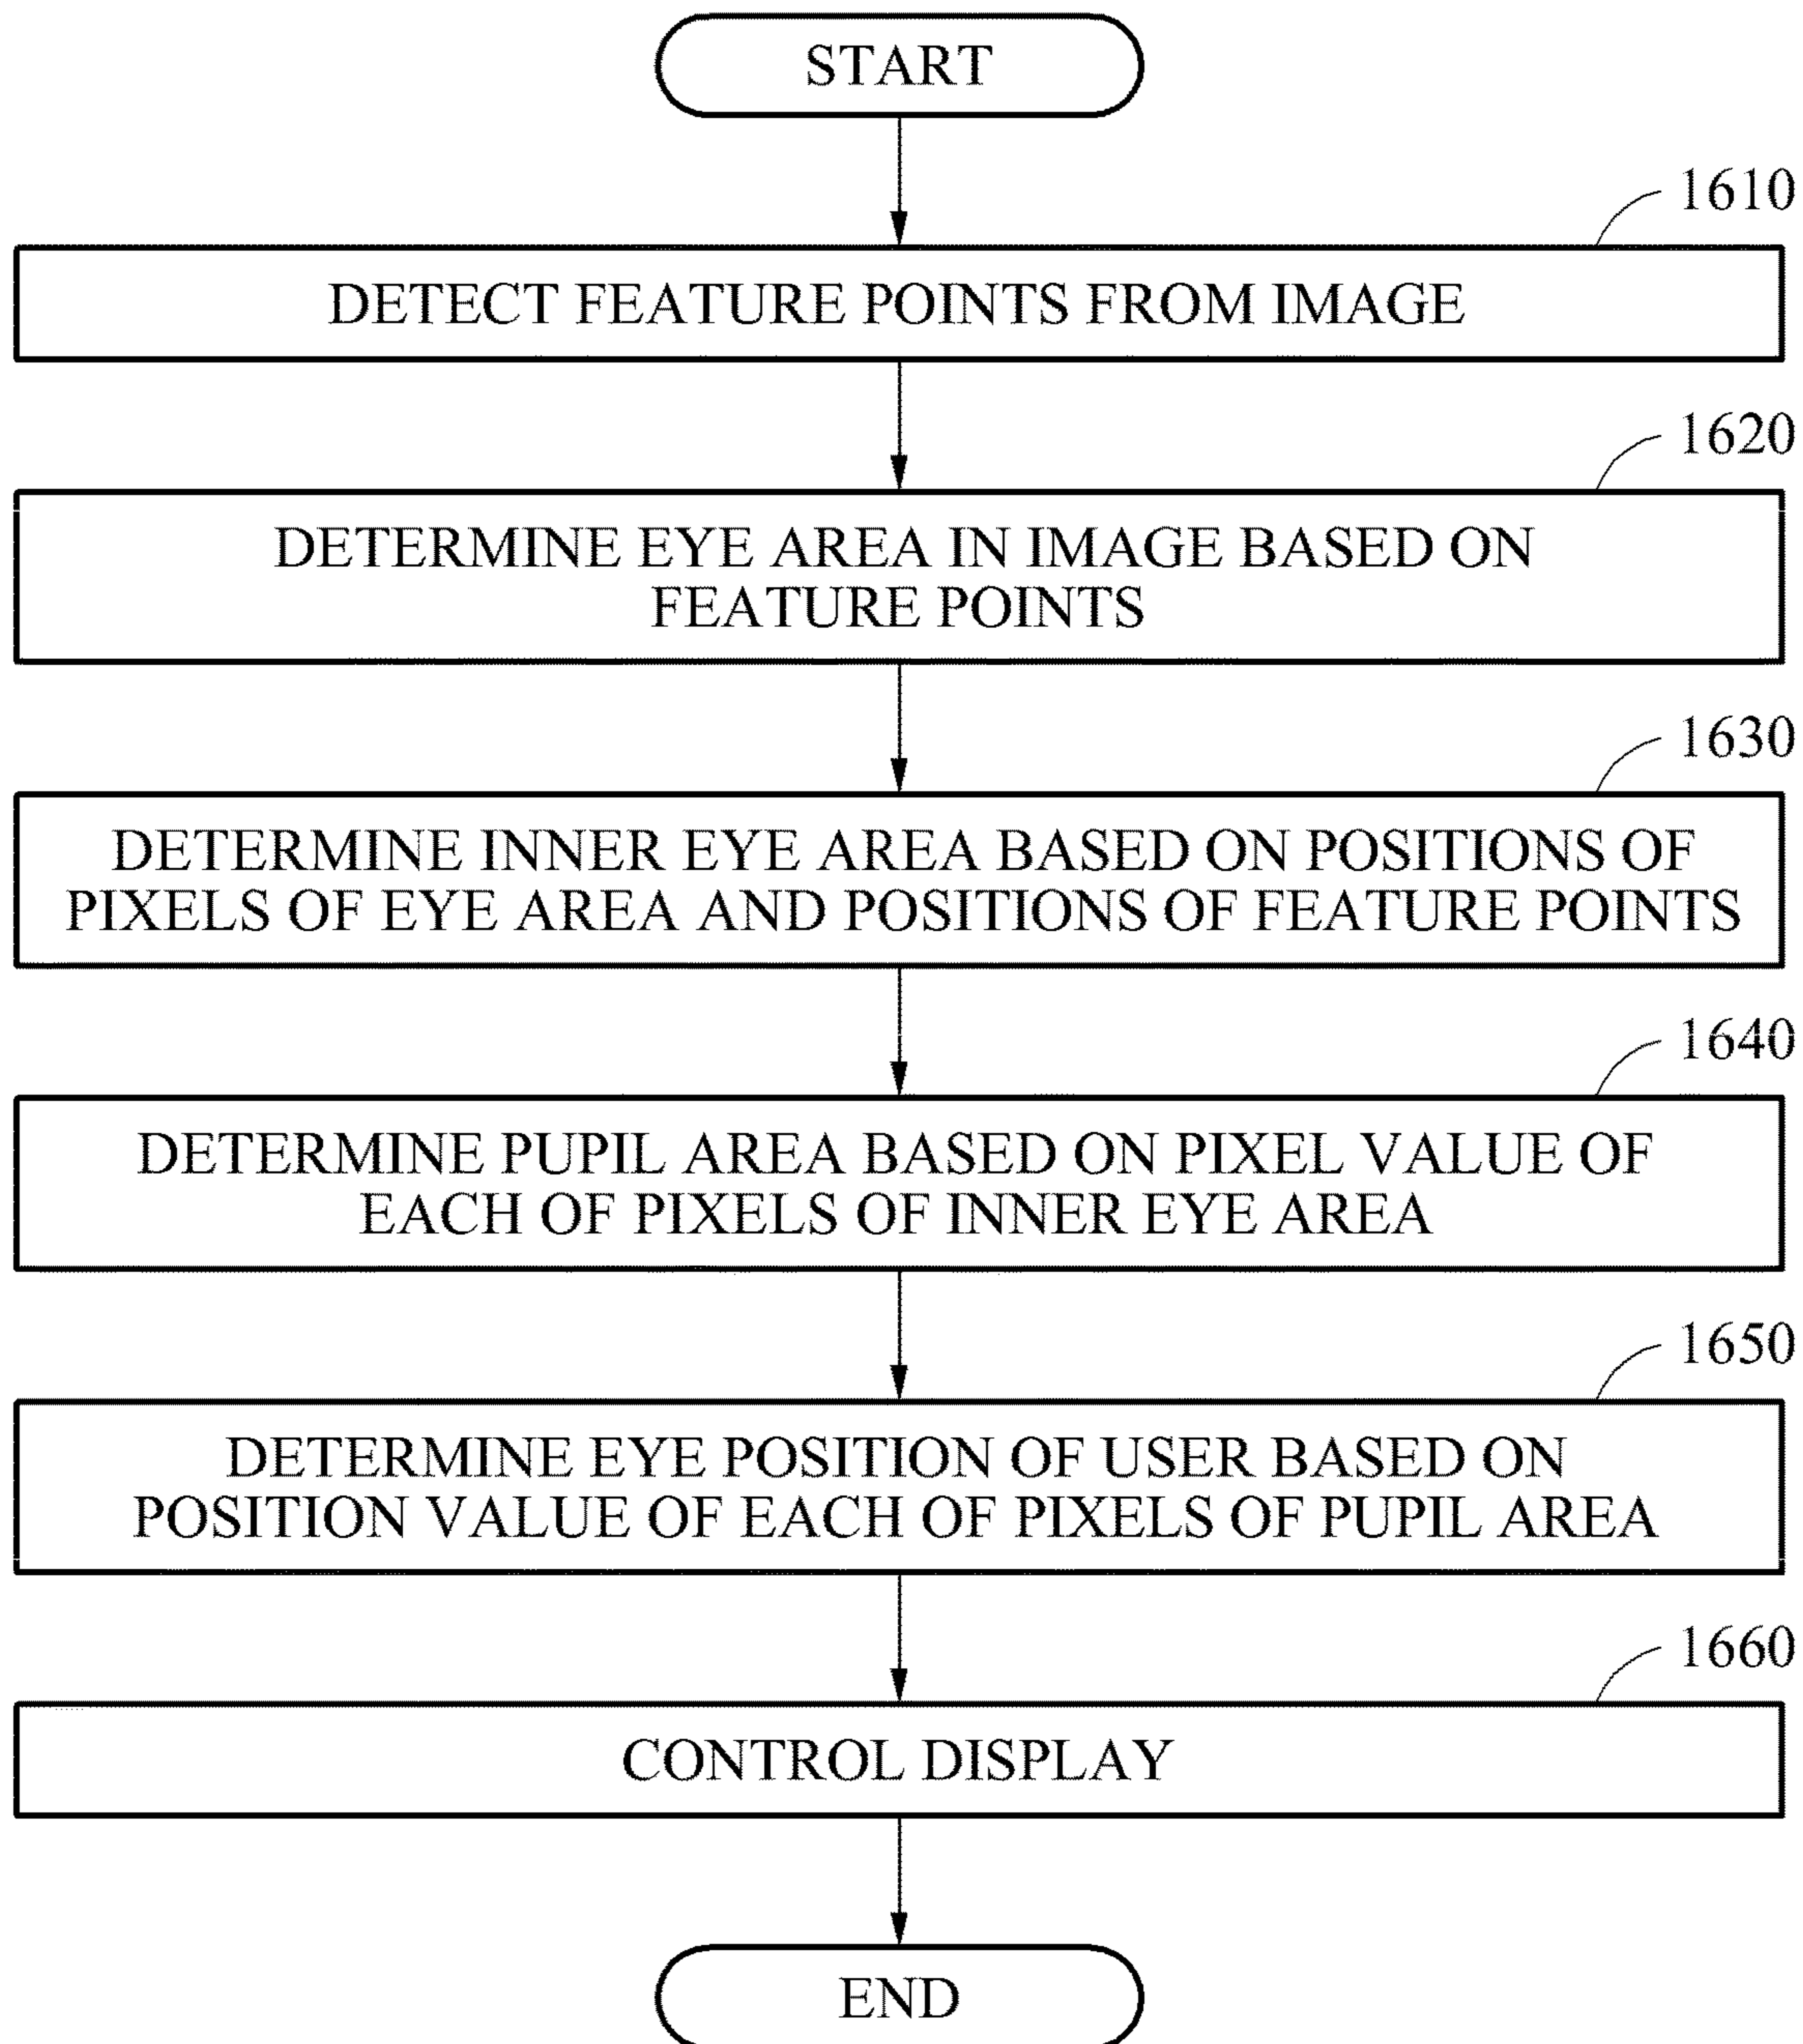 START
1610
DETECT FEATURE POINTS FROM IMAGE
1620
DETERMINE EYE AREA IN IMAGE BASED ON
FEATURE POINTS
1630
DETERMINE INNER EYE AREA BASED ON POSITIONS OF
PIXELS OF EYE AREA AND POSITIONS OF FEATURE POINTS
1640
DETERMINE PUPIL AREA BASED ON PIXEL VALUE OF
EACH OF PIXELS OF INNER EYE AREA
1650
DETERMINE EYE POSITION OF USER BASED ON
POSITION VALUE OF EACH OF PIXELS OF PUPIL AREA
1660
CONTROL DISPLAY
END